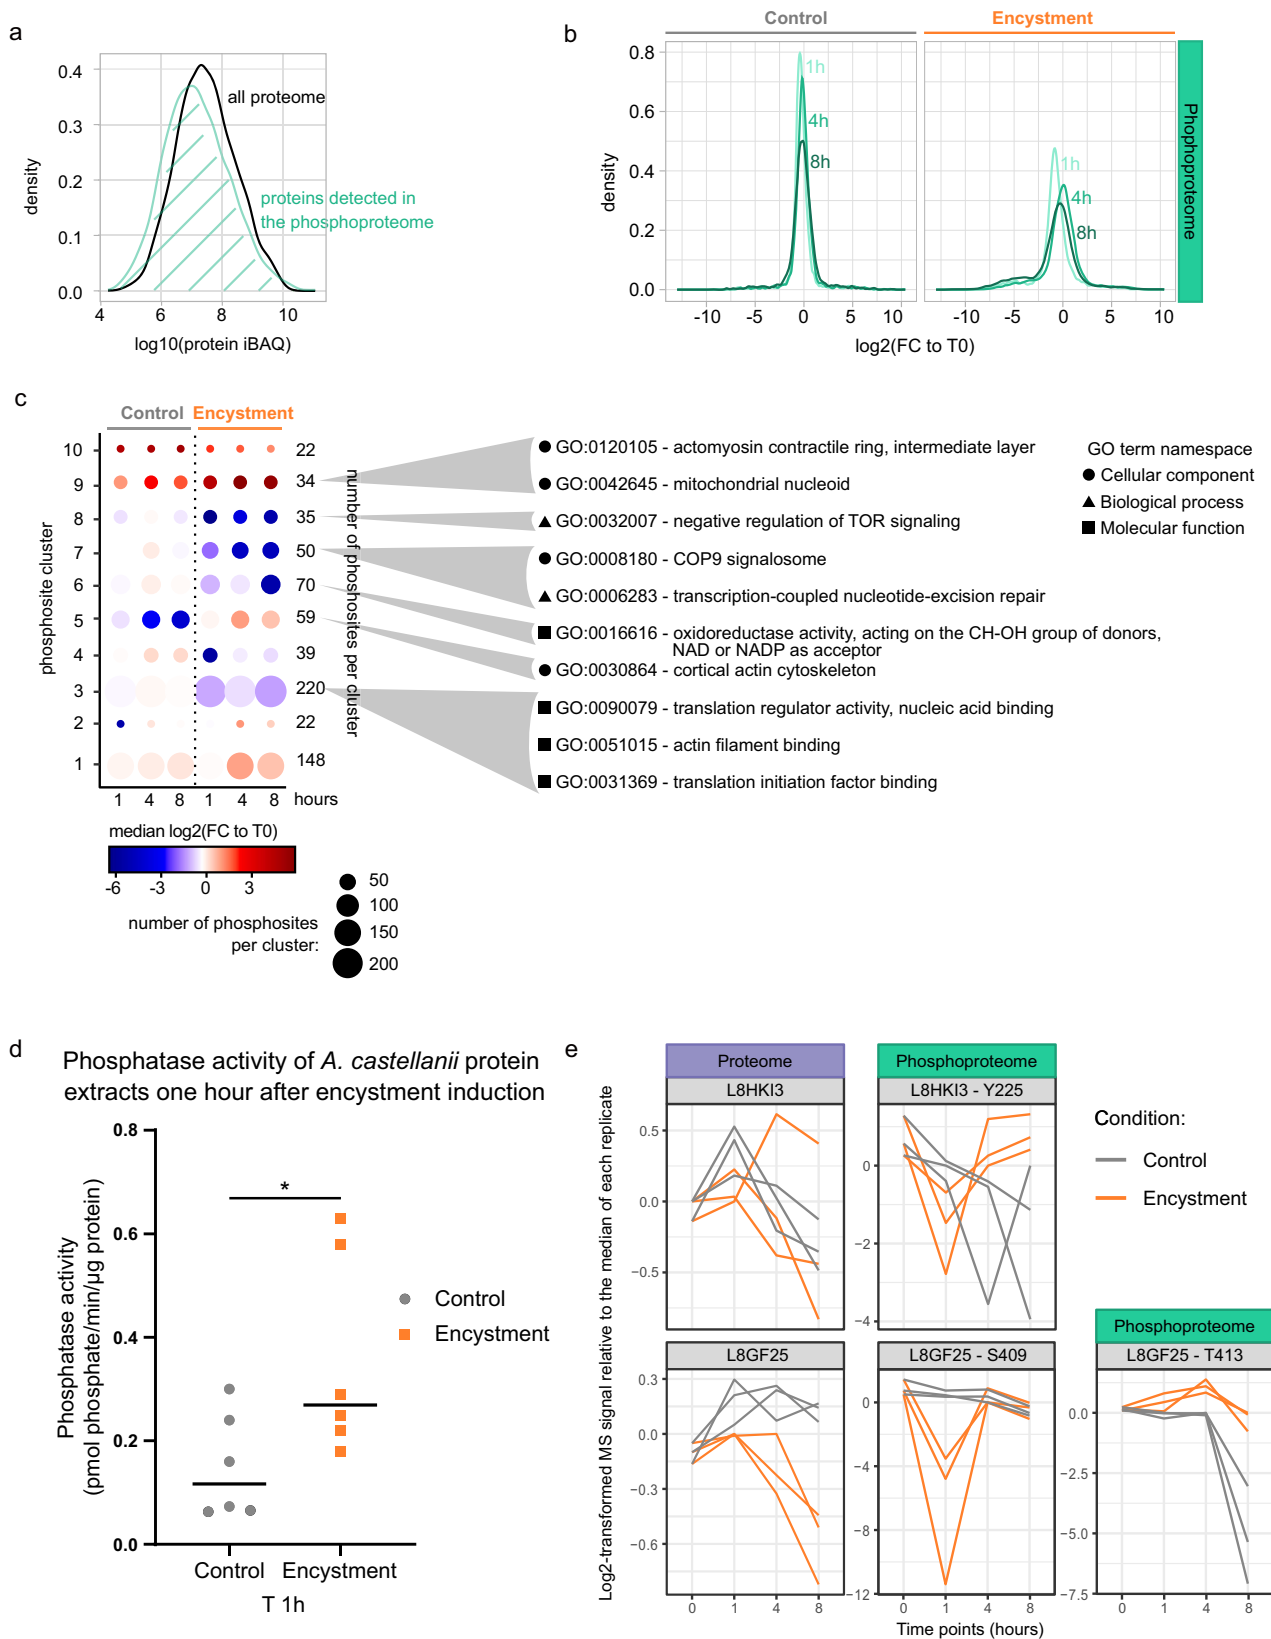 a
0.4
0.3
0.2
0.1
0.0
density
4
6
8
10
log10(protein iBAQ)
all proteome
proteins detected in
the phosphoproteome
b
Control
Encystment
0.8
0.6
0.4
0.2
0.0
density
1h
4h
8h
1h
4h
8h
-10
-5
0
5
10
-10
-5
0
5
10
log2(FC to T0)
Phophoproteome
c
Control
Encystment
phosphosite cluster
10
9
8
7
6
5
4
3
2
1
22
34
35
50
70
59
39
220
22
148
number of phoshosites per cluster
1
4
8
1
4
8
hours
GO:0120105 - actomyosin contractile ring, intermediate layer
GO:0042645 - mitochondrial nucleoid
GO:0032007 - negative regulation of TOR signaling
GO:0008180 - COP9 signalosome
GO:0006283 - transcription-coupled nucleotide-excision repair
GO:0016616 - oxidoreductase activity, acting on the CH-OH group of donors,
NAD or NADP as acceptor
GO:0030864 - cortical actin cytoskeleton
GO:0090079 - translation regulator activity, nucleic acid binding
GO:0051015 - actin filament binding
GO:0031369 - translation initiation factor binding
GO term namespace
Cellular component
Biological process
Molecular function
median log2(FC to T0)
-6
-3
0
3
number of phosphosites
per cluster:
50
100
150
200
d
Phosphatase activity of A. castellanii protein
extracts one hour after encystment induction
Phosphatase activity
(pmol phosphate/min/µg protein)
0.8
0.6
0.4
0.2
0.0
*
Control
Encystment
Control
Encystment
T 1h
e
Log2-transformed MS signal relative to the median of each replicate
Proteome
L8HKI3
0.5
0.0
−0.5
Phosphoproteome
L8HKI3 - Y225
0
−2
−4
Condition:
Control
Encystment
L8GF25
0.3
0.0
−0.3
−0.6
0
1
4
8
L8GF25 - S409
0
−4
−8
−12
0
1
4
8
Phosphoproteome
L8GF25 - T413
0.0
−2.5
−5.0
−7.5
0
1
4
8
Time points (hours)